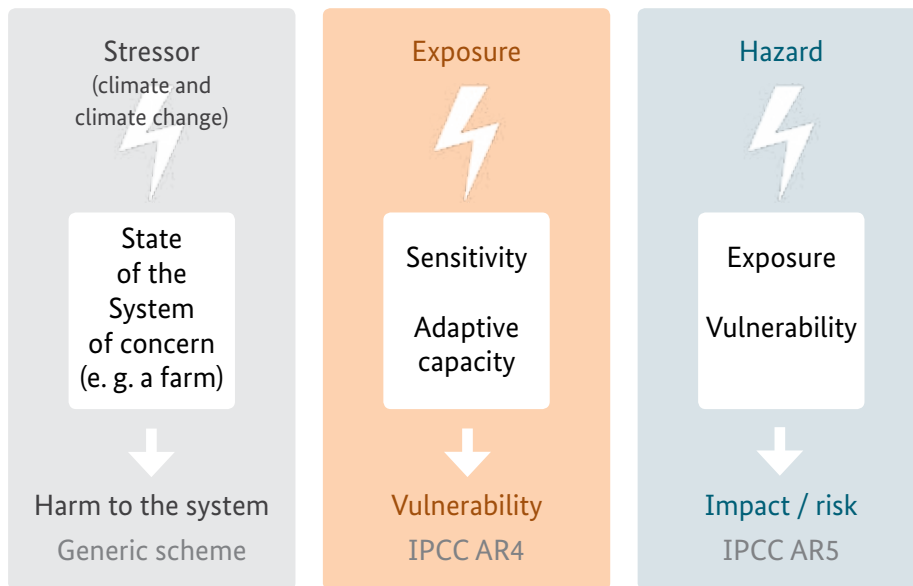 Stressor
(climate and
climate change)
State
of the
System
of concern
(e. g. a farm)
Harm to the system
Generic scheme
Exposure
Sensitivity
Adaptive
capacity
Vulnerability
IPCC AR4
Hazard
Exposure
Vulnerability
Impact / risk
IPCC AR5